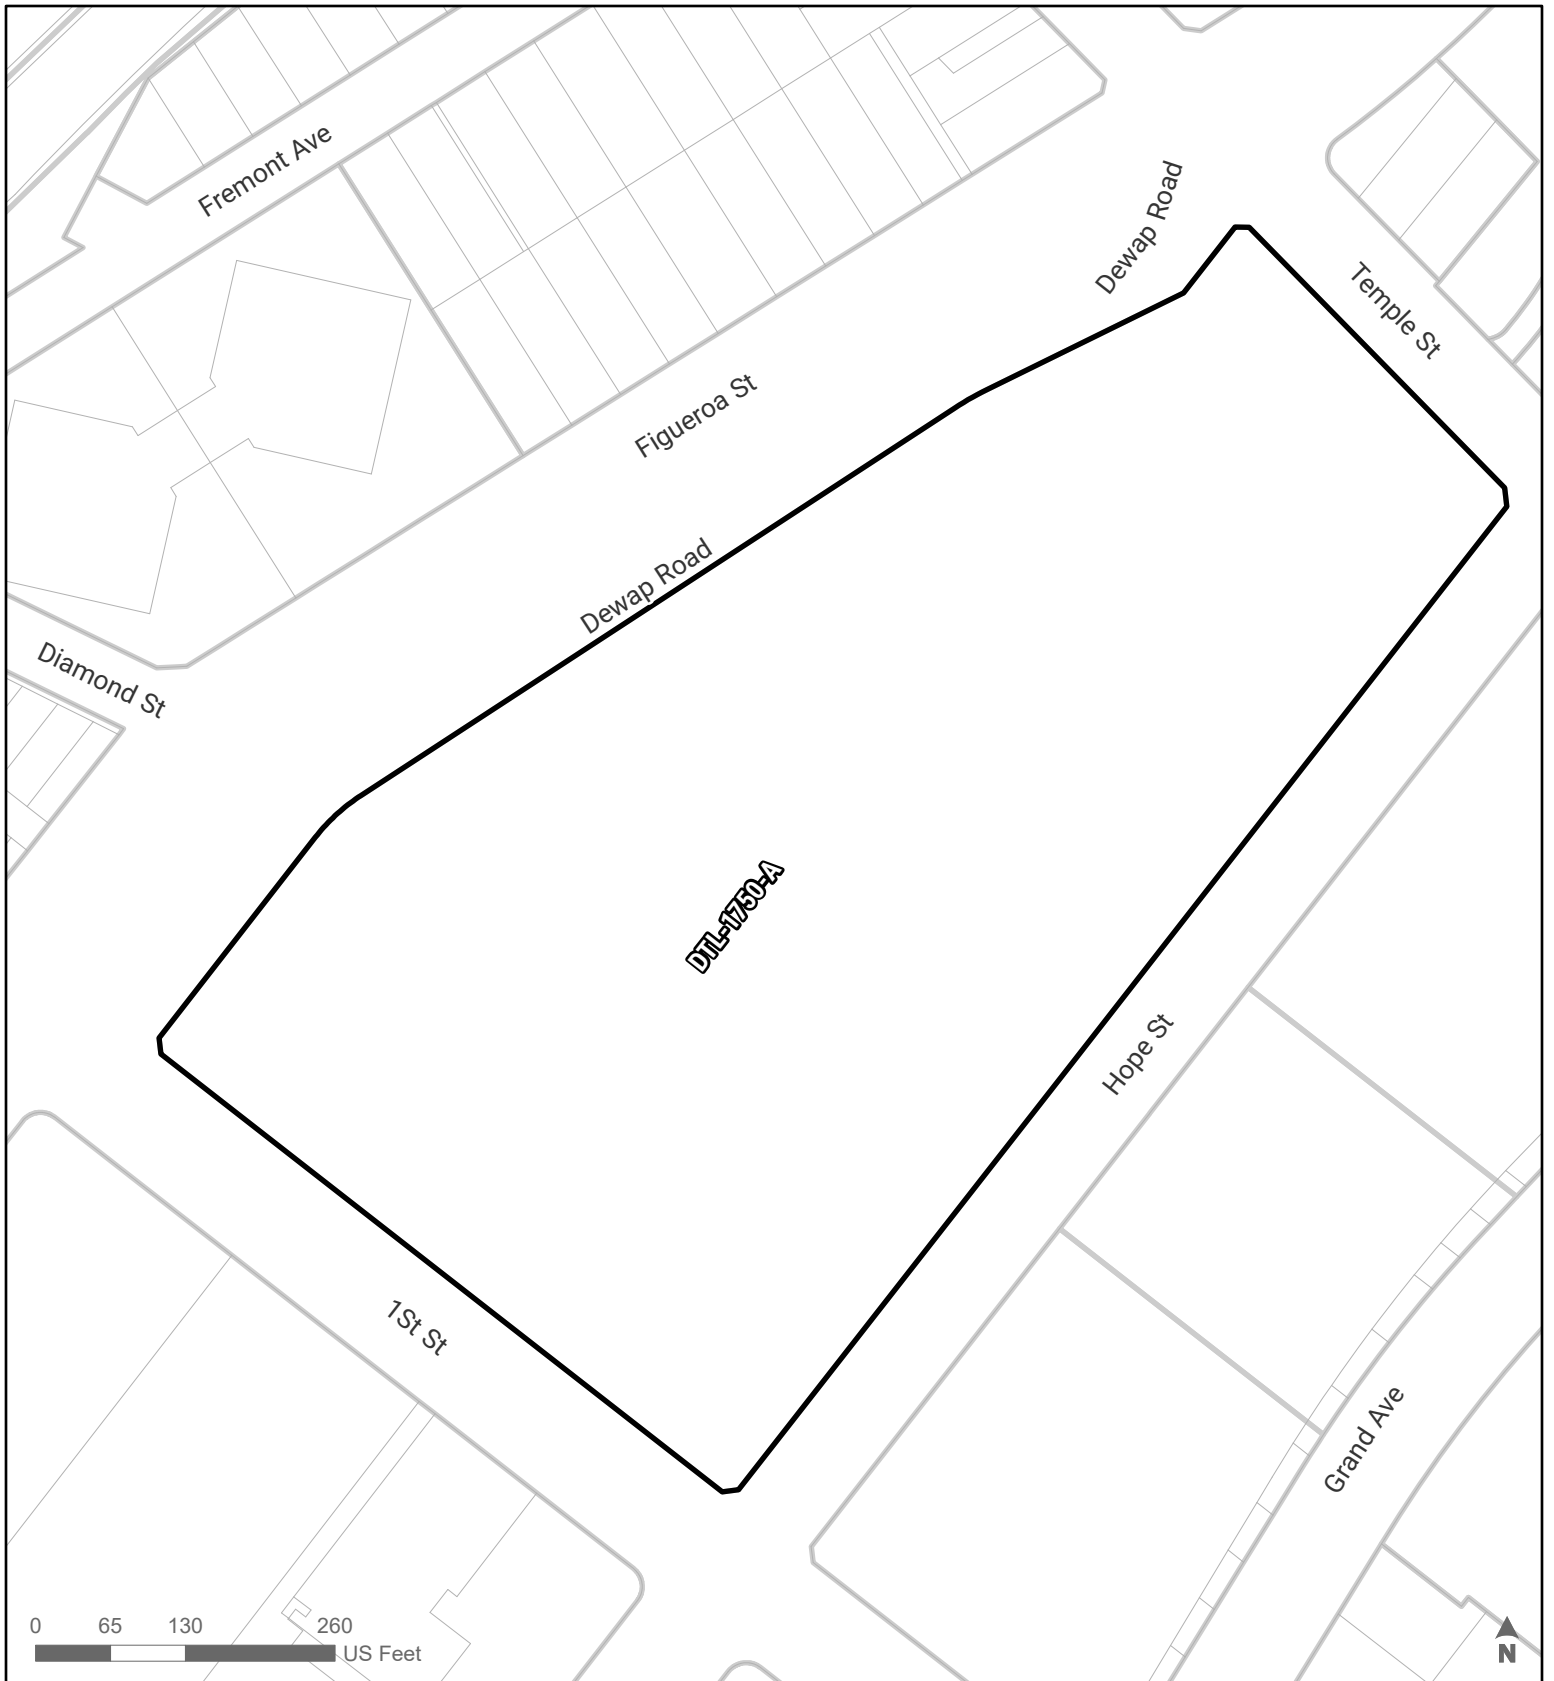 Fremont Ave
Dewap Road
Temple St
Figueroa St
Dewap Road
Diamond St
DTL-1750-A
Hope St
1St St
Grand Ave
0 65 130 260
US Feet
N